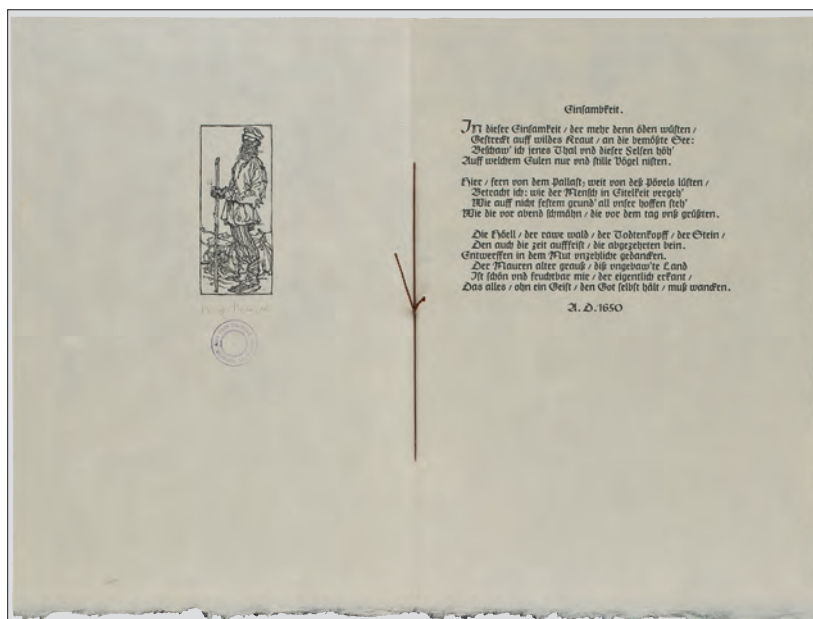 Einsambkeit.
IN dieser Einsamkeit / der mehr denn öden wüsten /
Gestreckt auff wildes Kraut / an die bemößte See:
Beschaw' ich jenes Thal vnd dieser Felsen höh'
Auff welchem Eulen nur vnd stille Vögel nisten.
Hier / fern von dem Pallast; weit von deß Pövels lüsten /
Betracht ich: wie der Mensch in Eitelkeit vergeh'
Wie auff nicht festem grund' all vnser hoffen steh'
Wie die vor abend schmähn / die vor dem tag vnß grüßten.
Die Höell / der rawe wald / der Todtenkopff / der Stein /
Den auch die zeit aufffrist / die abgezehrten bein.
Entwerffen in dem Mut vnzehliche gedancken.
Der Mauren alter grauß / diß vngebaw'te Land
Ist schön vnd fruchtbar mir / der eigentlich erkant /
Das alles / ohn ein Geist / den Got selbst hält / muß wancken.
A. D. 1650